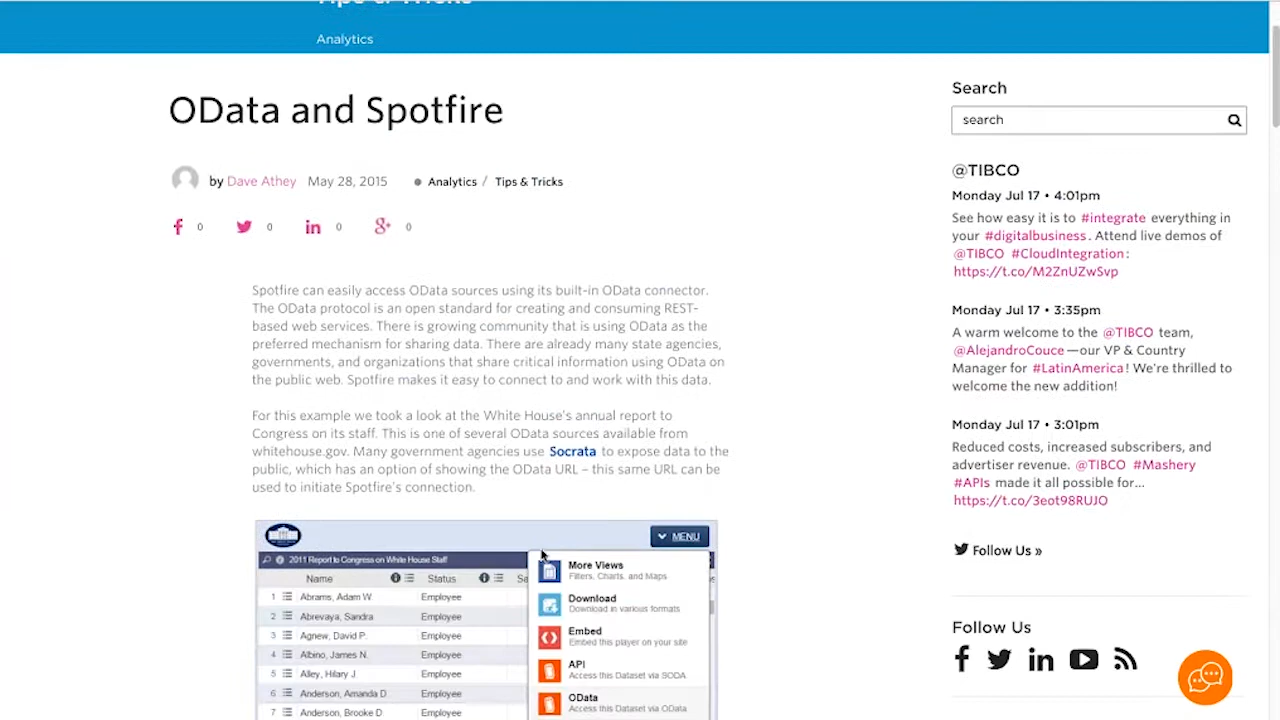 Tips & Tricks
Analytics
OData and Spotfire
by Dave Athey May 28, 2015 • Analytics / Tips & Tricks
0 0 0 0
Spotfire can easily access OData sources using its built-in OData connector.
The OData protocol is an open standard for creating and consuming REST-
based web services. There is growing community that is using OData as the
preferred mechanism for sharing data. There are already many state agencies,
governments, and organizations that share critical information using OData on
the public web. Spotfire makes it easy to connect to and work with this data.
For this example we took a look at the White House's annual report to
Congress on its staff. This is one of several OData sources available from
whitehouse.gov. Many government agencies use Socrata to expose data to the
public, which has an option of showing the OData URL – this same URL can be
used to initiate Spotfire's connection.
MENU
2011 Report to Congress on White House Staff
Name Status Sa
1 Abrams, Adam W.
Employee
2 Abrevaya, Sandra
Employee
3 Agnew, David P.
Employee
4 Albino, James N.
Employee
5 Alley, Hilary J.
Employee
6 Anderson, Amanda D
Employee
7 Anderson, Brooke D
Employee
More Views
Filters, Charts, and Maps
Download
Download in various formats
Embed
Embed this player on your site
API
Access this Dataset via SODA
OData
Access this Dataset via OData
Search
search
@TIBCO
Monday Jul 17 • 4:01pm
See how easy it is to #integrate everything in
your #digitalbusiness. Attend live demos of
@TIBCO #CloudIntegration:
https://t.co/M2ZnUZwSvp
Monday Jul 17 • 3:35pm
A warm welcome to the @TIBCO team,
@AlejandroCouce—our VP & Country
Manager for #LatinAmerica! We're thrilled to
welcome the new addition!
Monday Jul 17 • 3:01pm
Reduced costs, increased subscribers, and
advertiser revenue. @TIBCO #Mashery
#APIs made it all possible for...
https://t.co/3eot98RUJO
Follow Us »
Follow Us